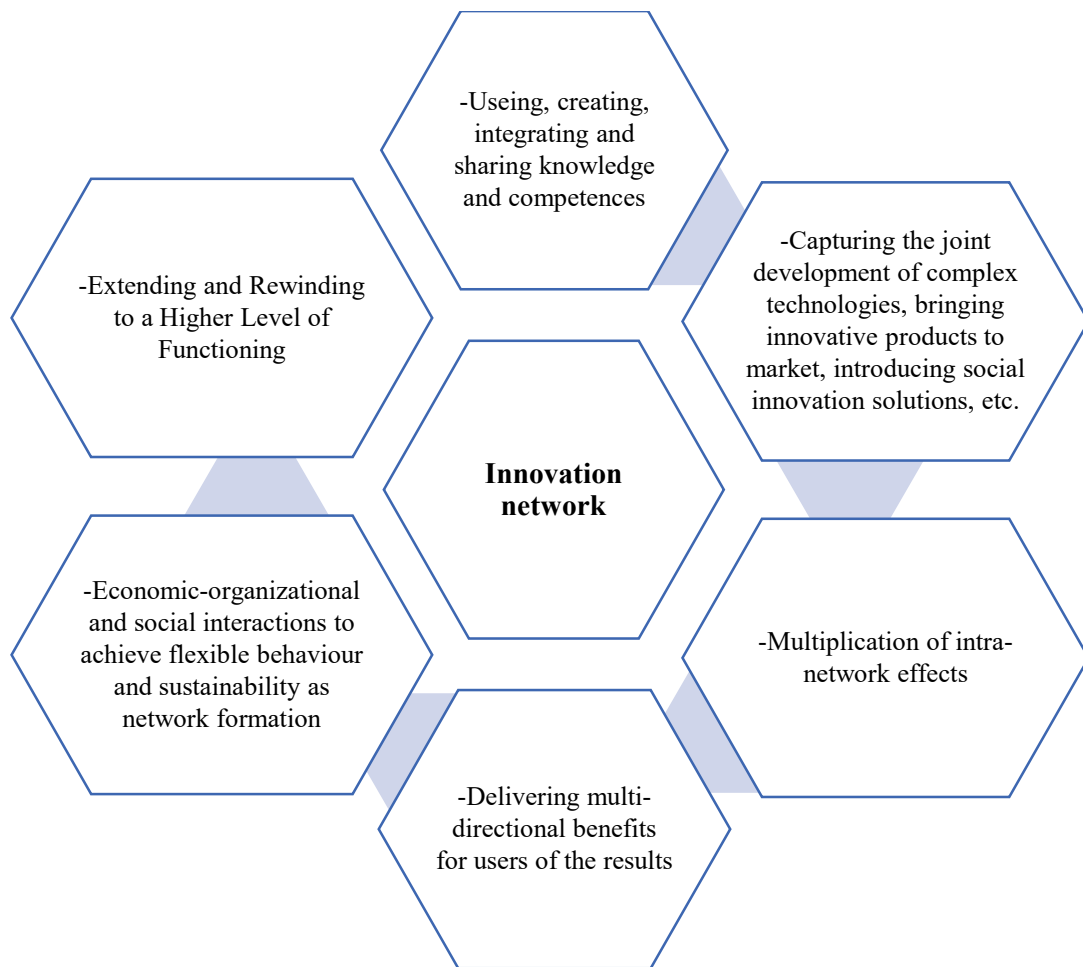 -Useing, creating,
integrating and
sharing knowledge
and competences
-Capturing the joint
development of complex
technologies, bringing
innovative products to
market, introducing social
innovation solutions, etc.
-Multiplication of intra-
network effects
-Delivering multi-
directional benefits
for users of the results
-Economic-organizational
and social interactions to
achieve flexible behaviour
and sustainability as
network formation
-Extending and Rewinding
to a Higher Level of
Functioning
Innovation
network